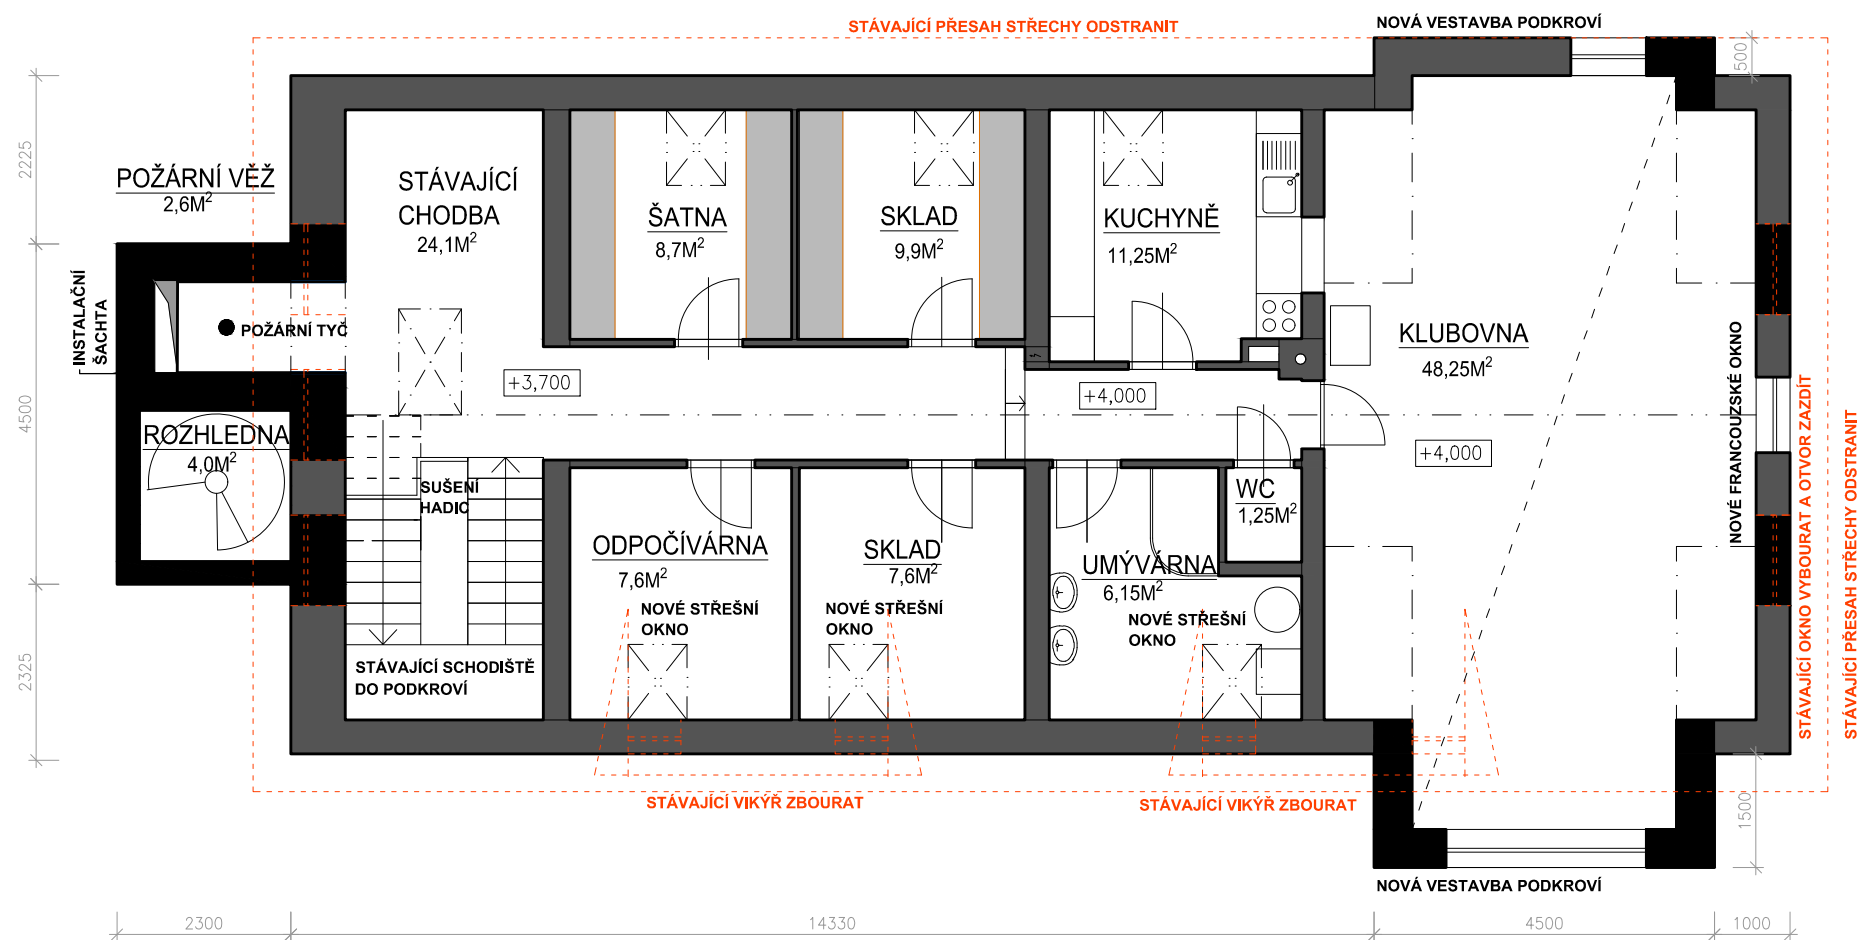 STÁVAJÍCÍ PŘESAH STŘECHY ODSTRANIT
NOVÁ VESTAVBA PODKROVÍ
500
2225
POŽÁRNÍ VĚŽ
2,6M²
STÁVAJÍCÍ
CHODBA
24,1M²
ŠATNA
8,7M²
SKLAD
9,9M²
KUCHYNĚ
11,25M²
INSTALAČNÍ
ŠACHTA
POŽÁRNÍ TYČ
KLUBOVNA
48,25M²
+3,700
+4,000
+4,000
4500
ROZHLEDNA
4,0M²
SUŠENÍ
HADIC
WC
1,25M²
NOVÉ FRANCOUZSKÉ OKNO
STÁVAJÍCÍ OKNO VYBOURAT A OTVOR ZAZDÍT
STÁVAJÍCÍ PŘESAH STŘECHY ODSTRANIT
ODPOČÍVÁRNA
7,6M²
SKLAD
7,6M²
UMÝVÁRNA
6,15M²
NOVÉ STŘEŠNÍ
OKNO
NOVÉ STŘEŠNÍ
OKNO
NOVÉ STŘEŠNÍ
OKNO
2325
STÁVAJÍCÍ SCHODIŠTĚ
DO PODKROVÍ
STÁVAJÍCÍ VIKÝŘ ZBOURAT
STÁVAJÍCÍ VIKÝŘ ZBOURAT
1500
NOVÁ VESTAVBA PODKROVÍ
2300
14330
4500
1000